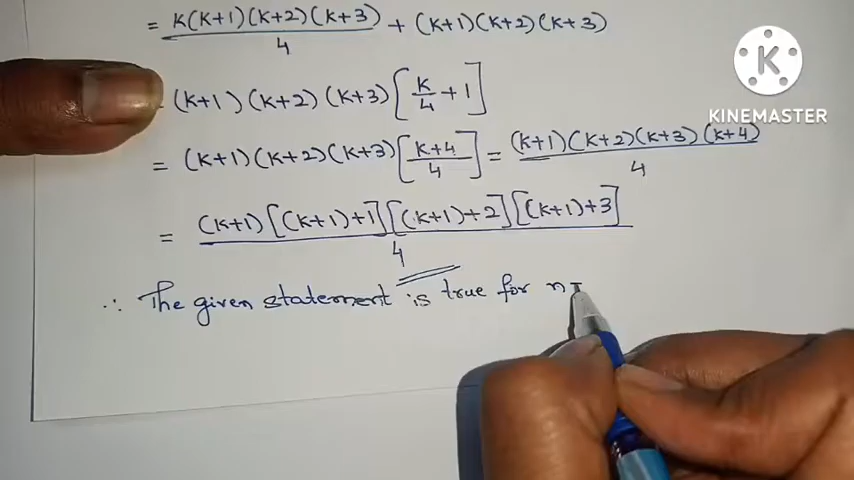 = K(K+1)(K+2)(K+3)/4 + (K+1)(K+2)(K+3)
(K+1)(K+2)(K+3)[K/4 + 1]
= (K+1)(K+2)(K+3)[K+4/4] = (K+1)(K+2)(K+3)(K+4)/4
= (K+1)[(K+1)+1][(K+1)+2][(K+1)+3]/4
∴ The given statement is true for n
K
KINEMASTER